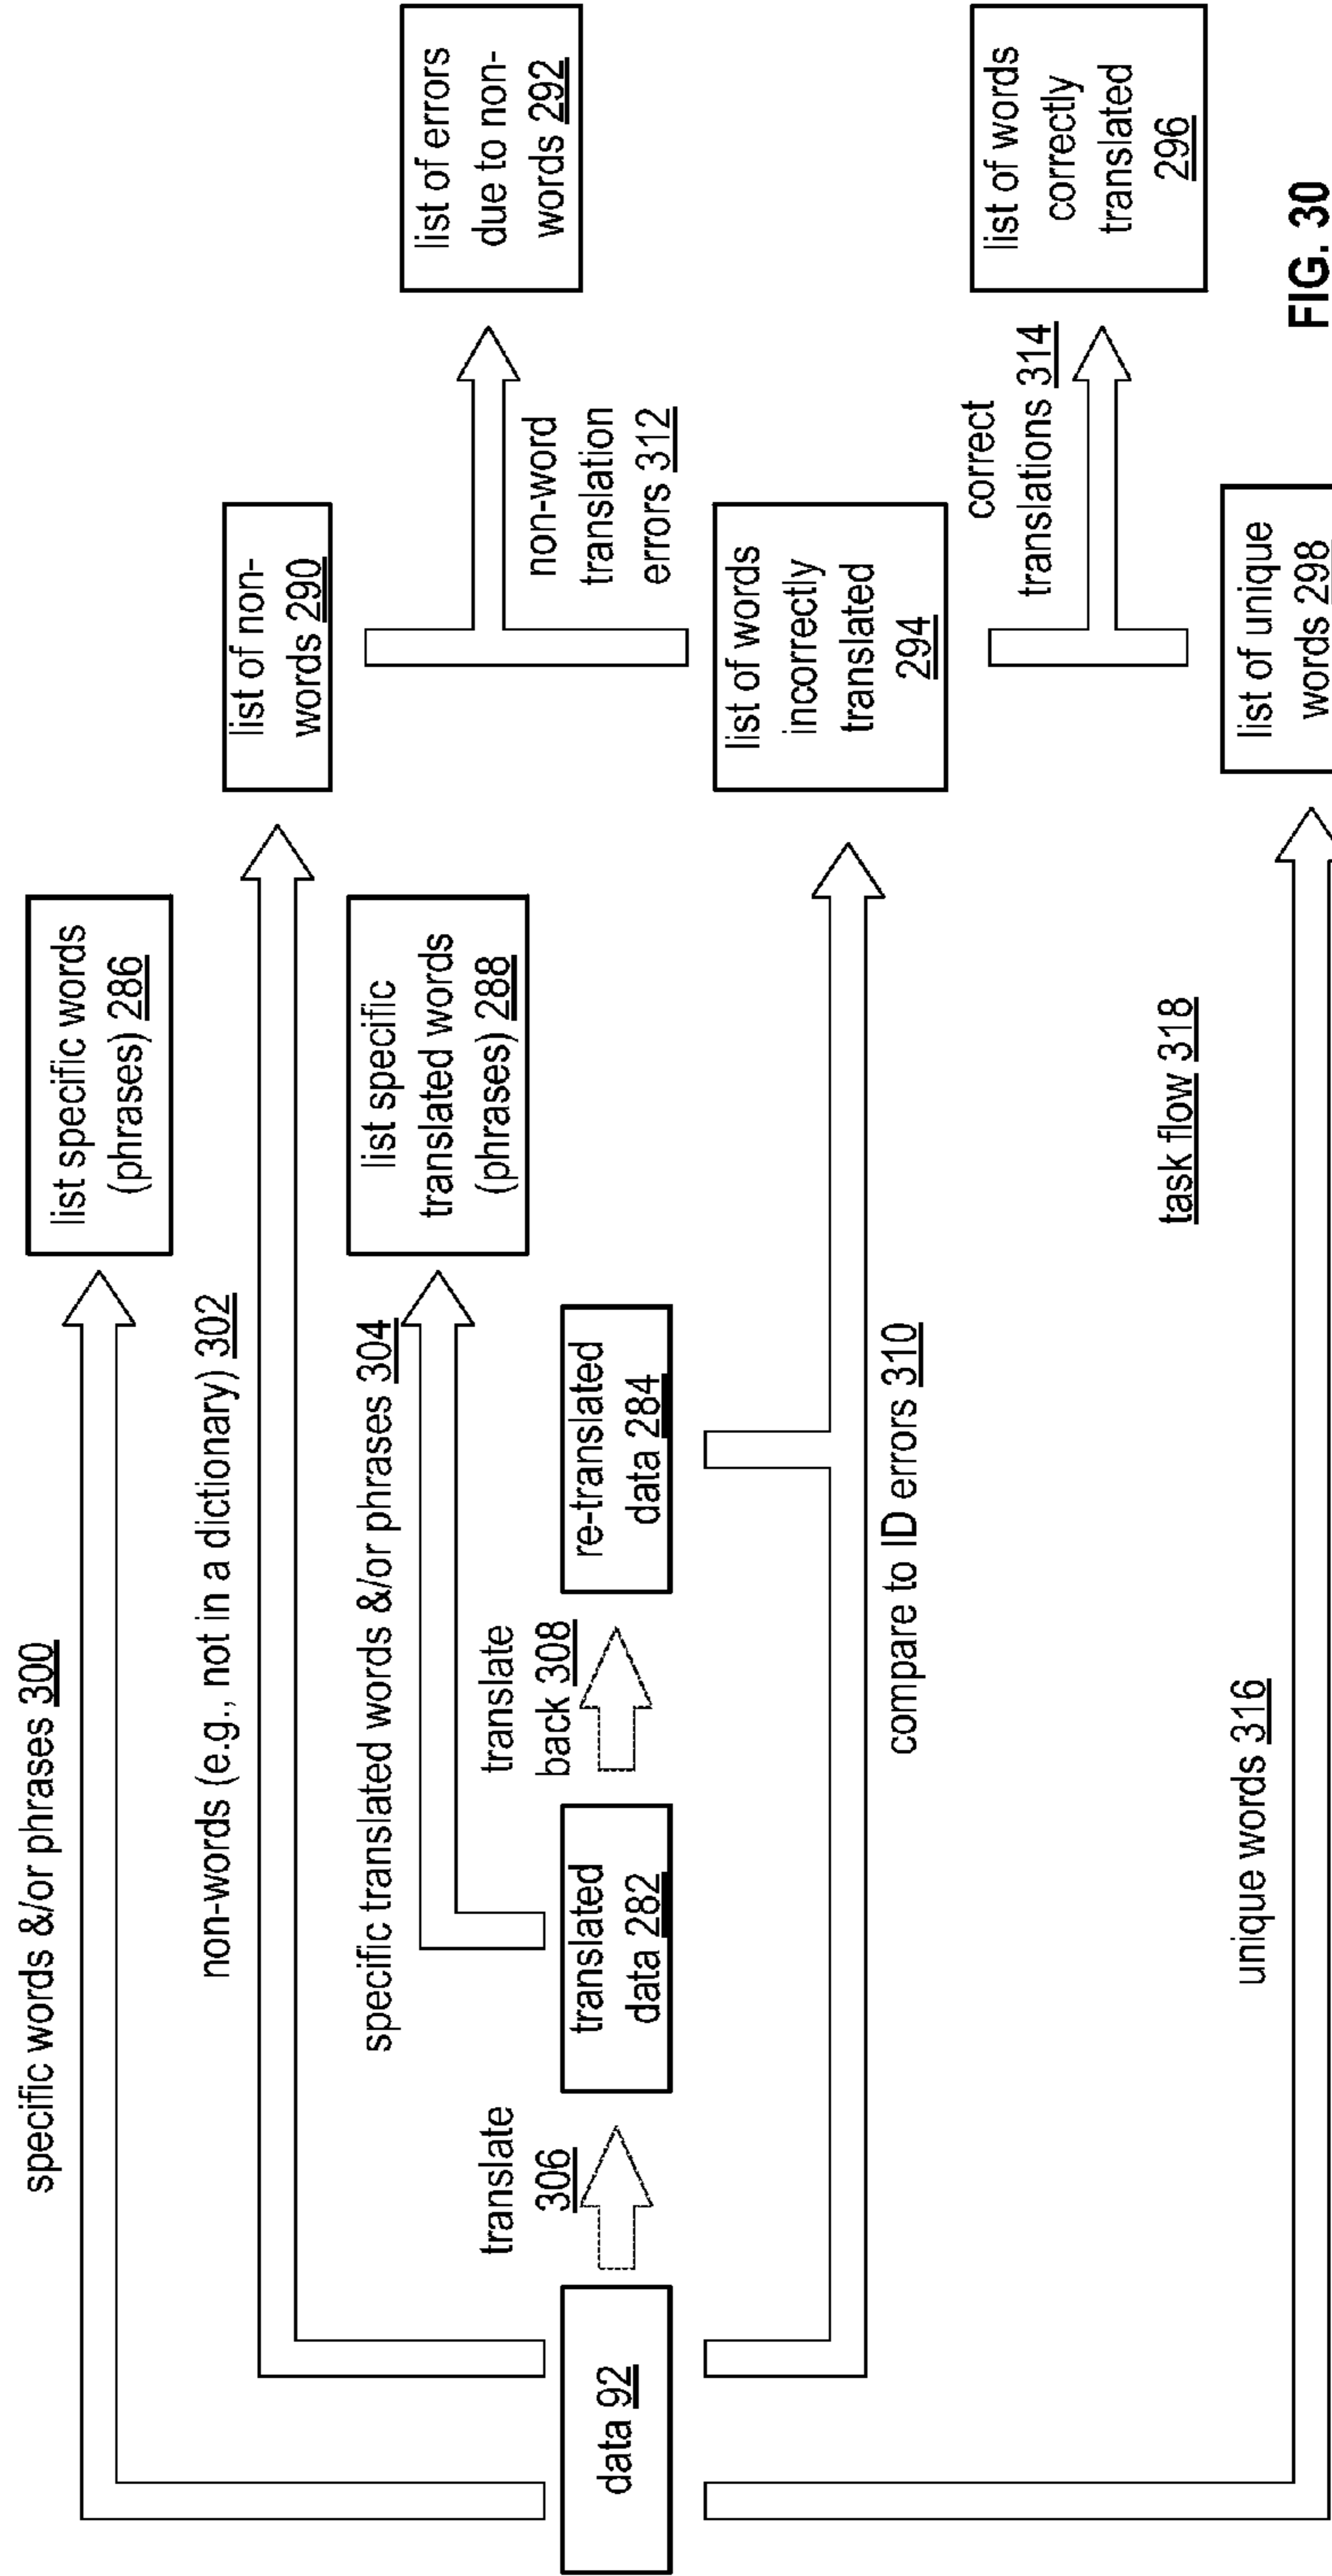 specific words &/or phrases 300
list specific words
(phrases) 286
non-words (e.g., not in a dictionary) 302
list of non-
words 290
specific translated words &/or phrases 304
list specific
translated words
(phrases) 288
list of errors
due to non-
words 292
non-word
translation
errors 312
data 92
translate
306
translated
data 282
translate
back 308
re-translated
data 284
compare to ID errors 310
list of words
incorrectly
translated
294
correct
translations 314
list of words
correctly
translated
296
task flow 318
unique words 316
list of unique
words 298
FIG. 30